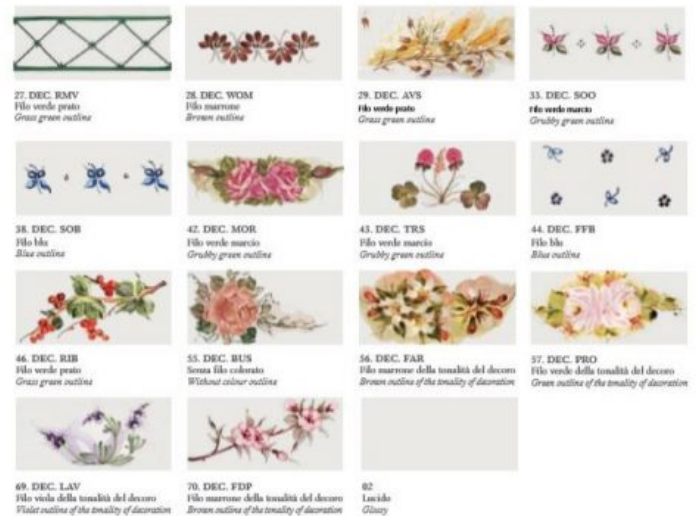 27. DEC. RMV
Filo verde prato
Grass green outline
28. DEC. WOM
Filo marrone
Brown outline
29. DEC. AVS
Filo verde prato
Grass green outline
33. DEC. SOO
Filo verde marcio
Grubby green outline
38. DEC. SOB
Filo blu
Blue outline
42. DEC. MOR
Filo verde marcio
Grubby green outline
43. DEC. TRS
Filo verde marcio
Grubby green outline
44. DEC. FFB
Filo blu
Blue outline
46. DEC. RIB
Filo verde prato
Grass green outline
55. DEC. BUS
Senza filo colorato
Without colour outline
56. DEC. FAR
Filo marrone della tonalità del decoro
Brown outline of the tonality of decoration
57. DEC. PRO
Filo verde della tonalità del decoro
Green outline of the tonality of decoration
69. DEC. LAV
Filo viola della tonalità del decoro
Violet outline of the tonality of decoration
70. DEC. FDP
Filo marrone della tonalità del decoro
Brown outline of the tonality of decoration
02
Lucido
Glossy